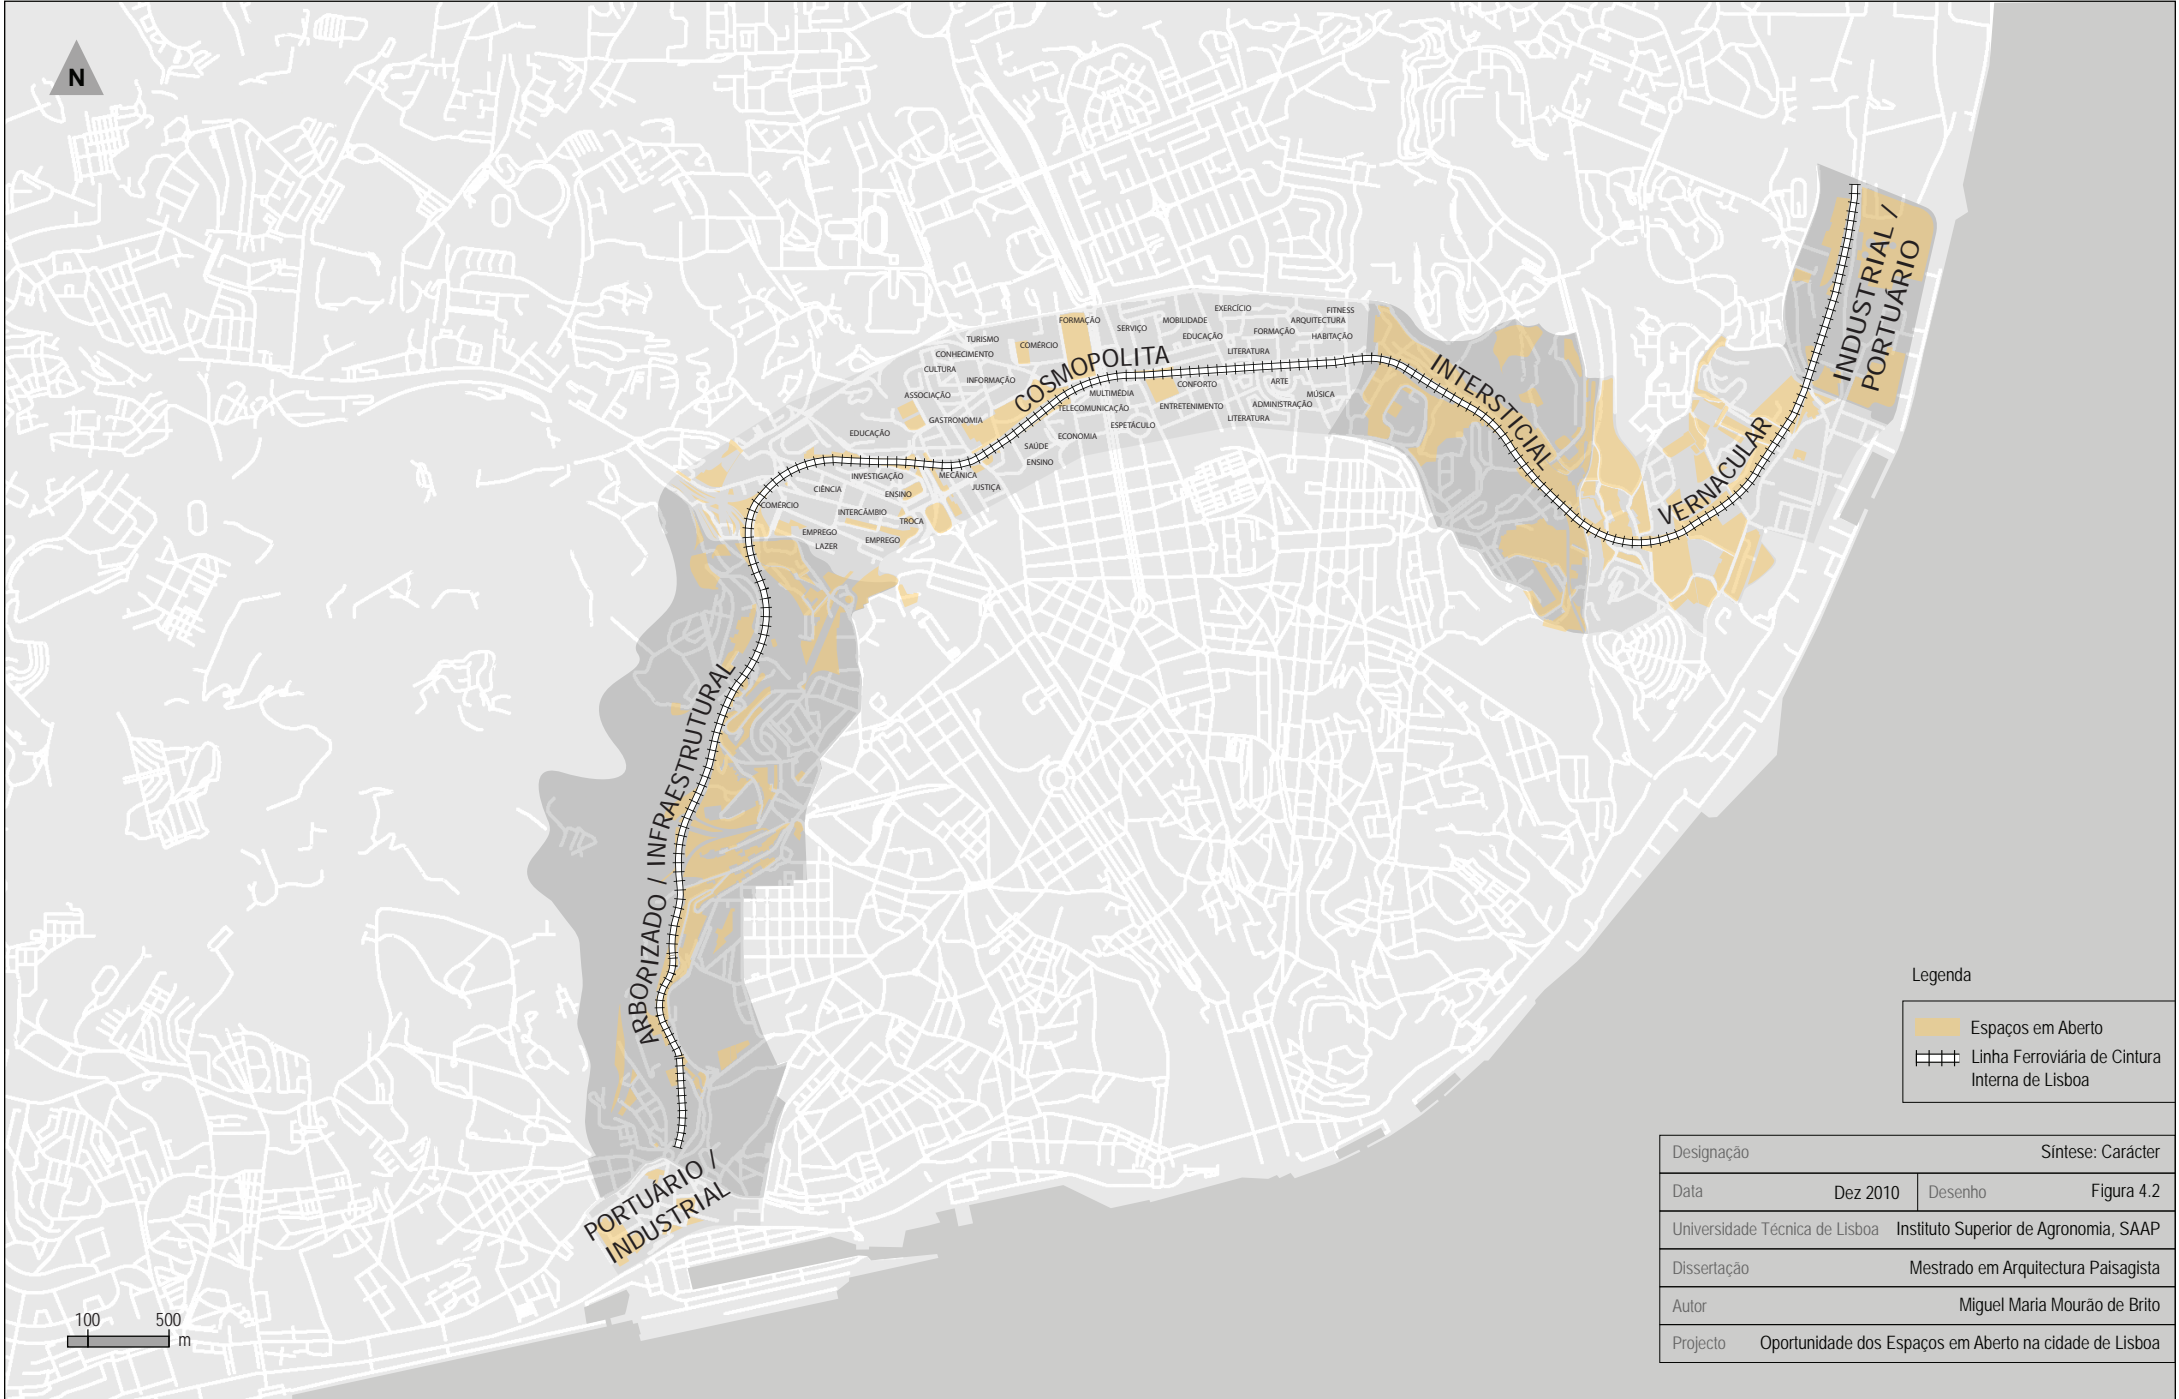 N
EXERCÍCIO
FITNESS
FORMAÇÃO
MOBILIDADE
ARQUITECTURA
SERVIÇO
FORMAÇÃO
EDUCAÇÃO
HABITAÇÃO
TURISMO
COMÉRCIO
CONHECIMENTO
LITERATURA
CULTURA
INFORMAÇÃO
COSMOPOLITA
CONFORTO
ARTE
ASSOCIAÇÃO
MULTIMÉDIA
MÚSICA
TELECOMUNICAÇÃO
ENTRETENIMENTO
ADMINISTRAÇÃO
GASTRONOMIA
LITERATURA
ESPETÁCULO
EDUCAÇÃO
ECONOMIA
SAÚDE
ENSINO
INVESTIGAÇÃO
MECÂNICA
CIÊNCIA
ENSINO
JUSTIÇA
COMÉRCIO
INTERCÂMBIO
TROCA
EMPREGO
EMPREGO
LAZER
INTERSTICIAL
VERNACULAR
INDUSTRIAL /
PORTUÁRIO
ARBORIZADO / INFRAESTRUTURAL
PORTUÁRIO /
INDUSTRIAL
100 500
m
Legenda
Espaços em Aberto
Linha Ferroviária de Cintura
Interna de Lisboa
Designação Síntese: Carácter
Data Dez 2010 Desenho Figura 4.2
Universidade Técnica de Lisboa Instituto Superior de Agronomia, SAAP
Dissertação Mestrado em Arquitectura Paisagista
Autor Miguel Maria Mourão de Brito
Projecto Oportunidade dos Espaços em Aberto na cidade de Lisboa